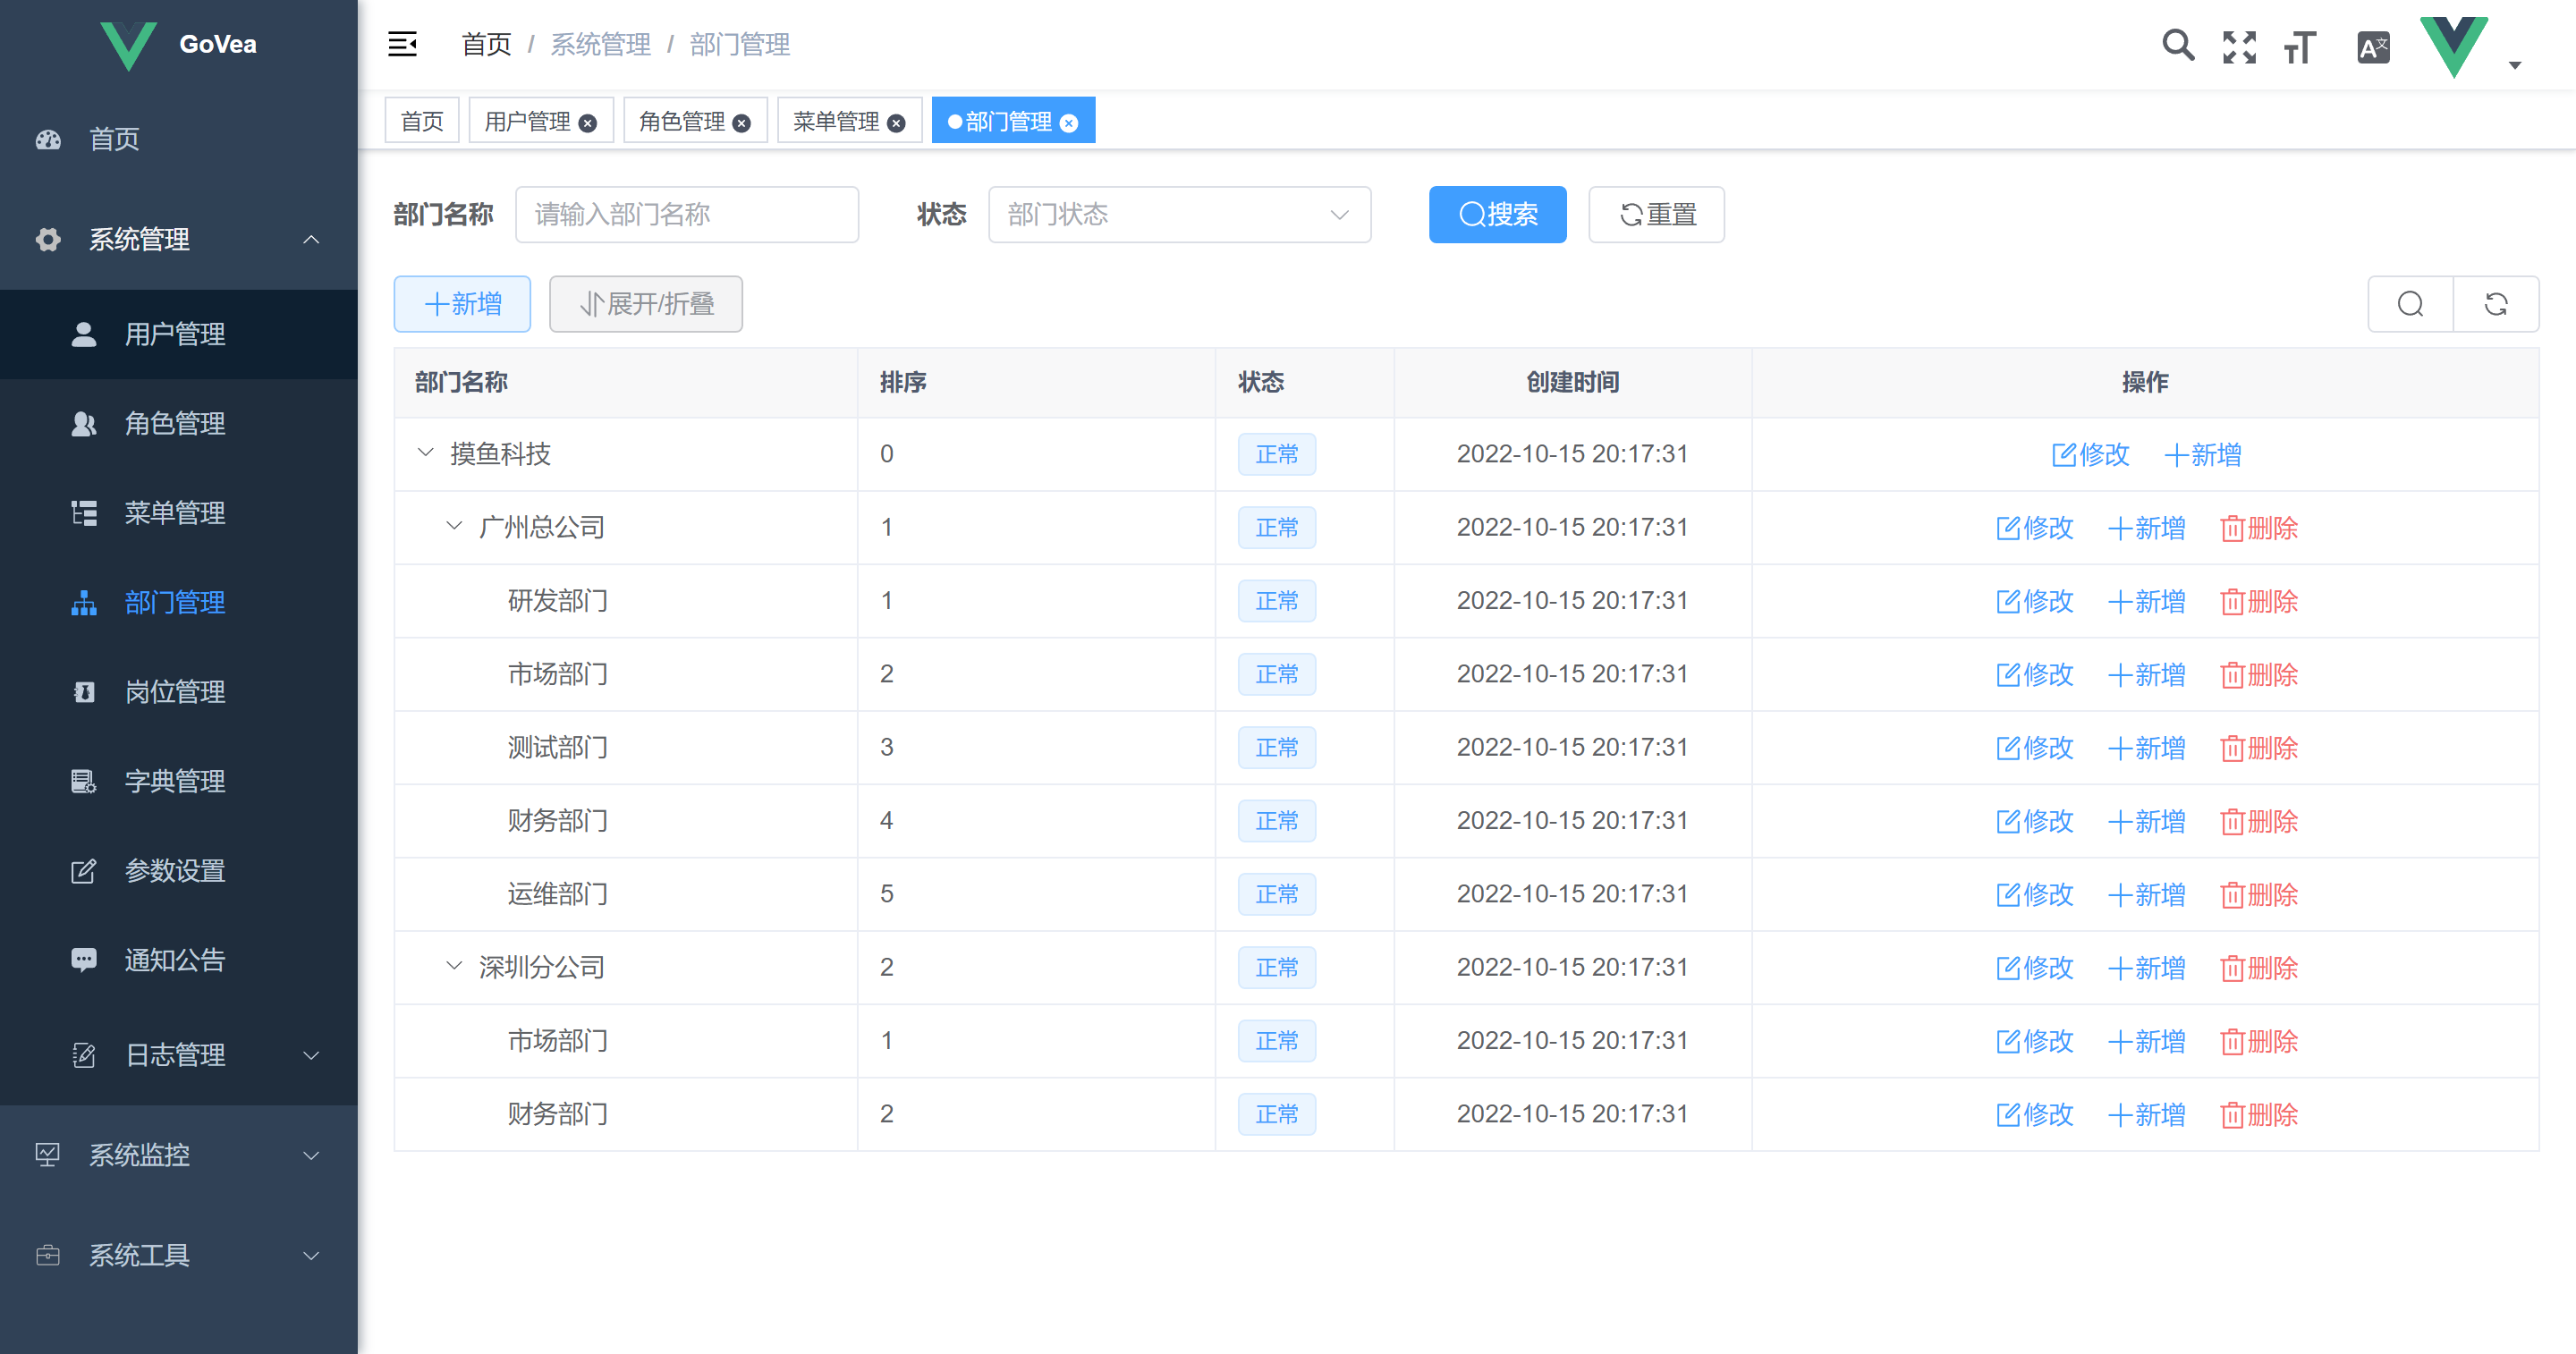 GoVea
首页
系统管理
用户管理
角色管理
菜单管理
部门管理
岗位管理
字典管理
参数设置
通知公告
日志管理
系统监控
系统工具
首页 / 系统管理 / 部门管理
首页 用户管理 角色管理 菜单管理 部门管理
部门名称 请输入部门名称 状态 部门状态 搜索 重置
新增 展开/折叠
部门名称 排序 状态 创建时间 操作
摸鱼科技 0 正常 2022-10-15 20:17:31 修改 新增
广州总公司 1 正常 2022-10-15 20:17:31 修改 新增 删除
研发部门 1 正常 2022-10-15 20:17:31 修改 新增 删除
市场部门 2 正常 2022-10-15 20:17:31 修改 新增 删除
测试部门 3 正常 2022-10-15 20:17:31 修改 新增 删除
财务部门 4 正常 2022-10-15 20:17:31 修改 新增 删除
运维部门 5 正常 2022-10-15 20:17:31 修改 新增 删除
深圳分公司 2 正常 2022-10-15 20:17:31 修改 新增 删除
市场部门 1 正常 2022-10-15 20:17:31 修改 新增 删除
财务部门 2 正常 2022-10-15 20:17:31 修改 新增 删除